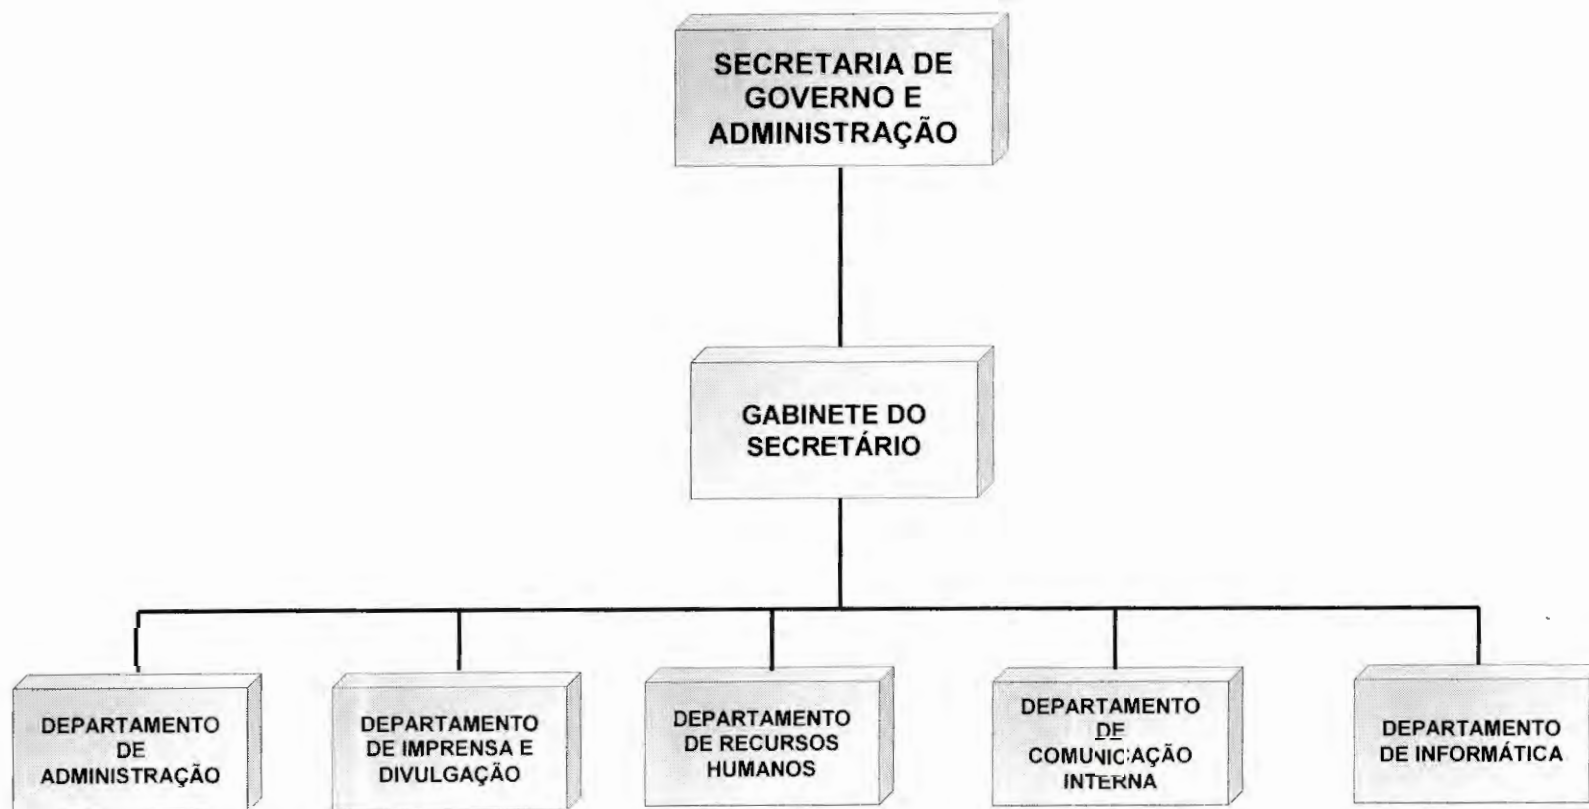 SECRETARIA DE
GOVERNO E
ADMINISTRAÇÃO
GABINETE DO
SECRETÁRIO
DEPARTAMENTO
DE
ADMINISTRAÇÃO
DEPARTAMENTO
DE IMPRENSA E
DIVULGAÇÃO
DEPARTAMENTO
DE RECURSOS
HUMANOS
DEPARTAMENTO
DE
COMUNICAÇÃO
INTERNA
DEPARTAMENTO
DE INFORMÁTICA